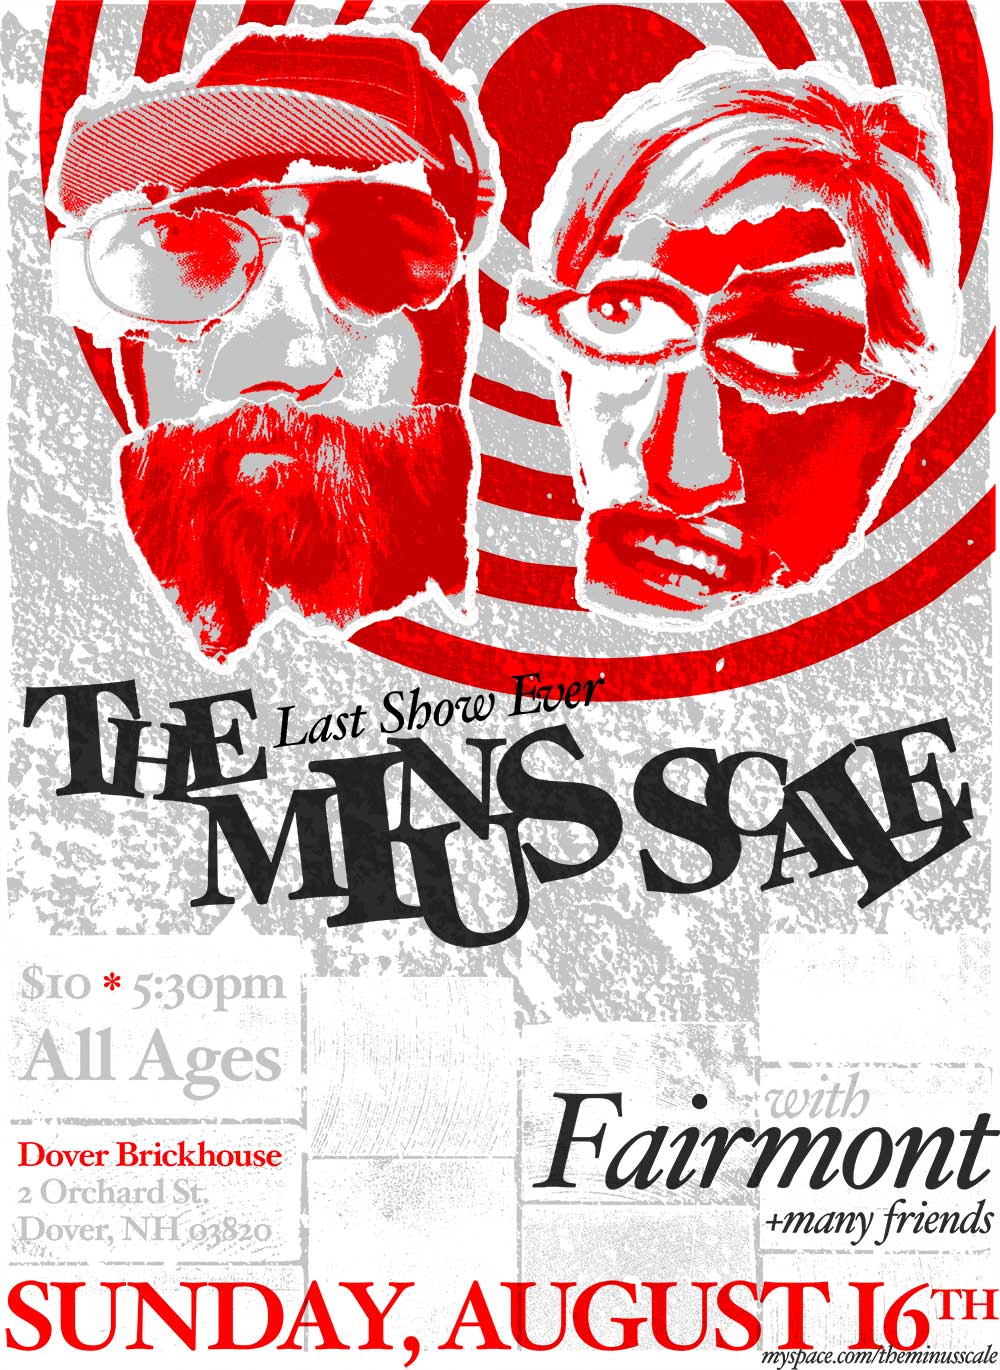 Last Show Ever
THE MINUS SCALE
$10 * 5:30pm
All Ages
Dover Brickhouse
2 Orchard St.
Dover, NH 03820
with
Fairmont
+many friends
SUNDAY, AUGUST 16TH
myspace.com/theminusscale